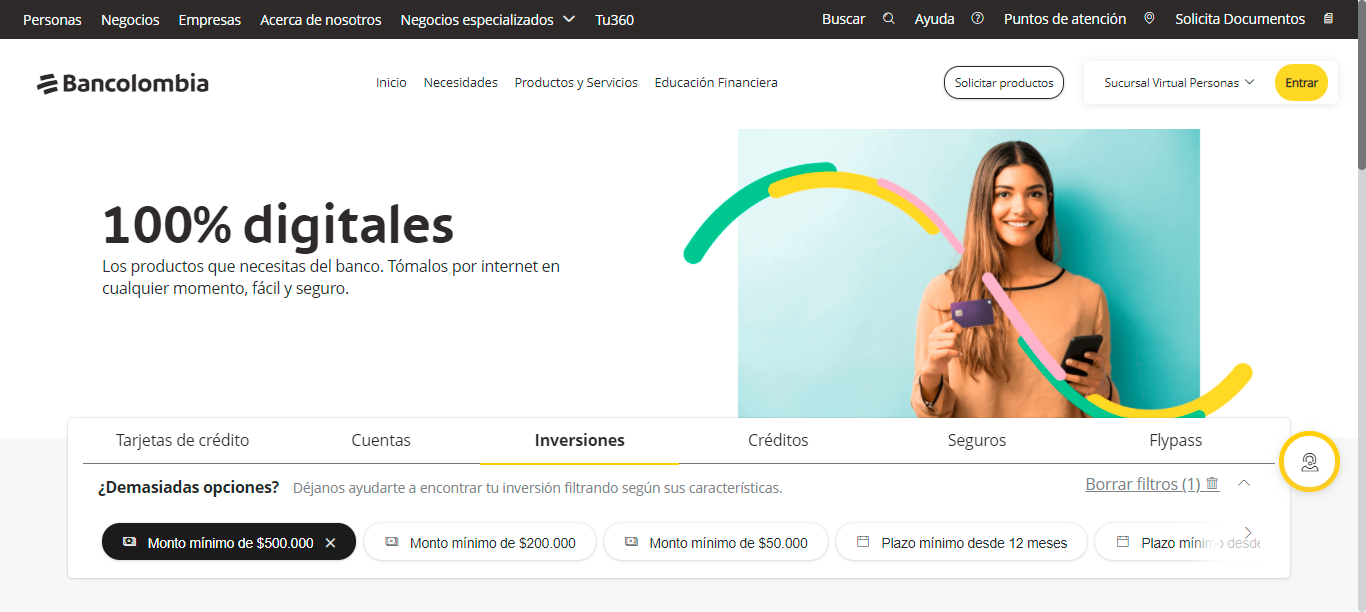 Personas Negocios Empresas Acerca de nosotros Negocios especializados Tu360 Buscar Ayuda Puntos de atención Solicita Documentos
Bancolombia Inicio Necesidades Productos y Servicios Educación Financiera Solicitar productos Sucursal Virtual Personas Entrar
100% digitales
Los productos que necesitas del banco. Tómalos por internet en
cualquier momento, fácil y seguro.
Tarjetas de crédito Cuentas Inversiones Créditos Seguros Flypass
¿Demasiadas opciones? Déjanos ayudarte a encontrar tu inversión filtrando según sus características. Borrar filtros (1)
Monto mínimo de $500.000 Monto mínimo de $200.000 Monto mínimo de $50.000 Plazo mínimo desde 12 meses Plazo mínimo desde